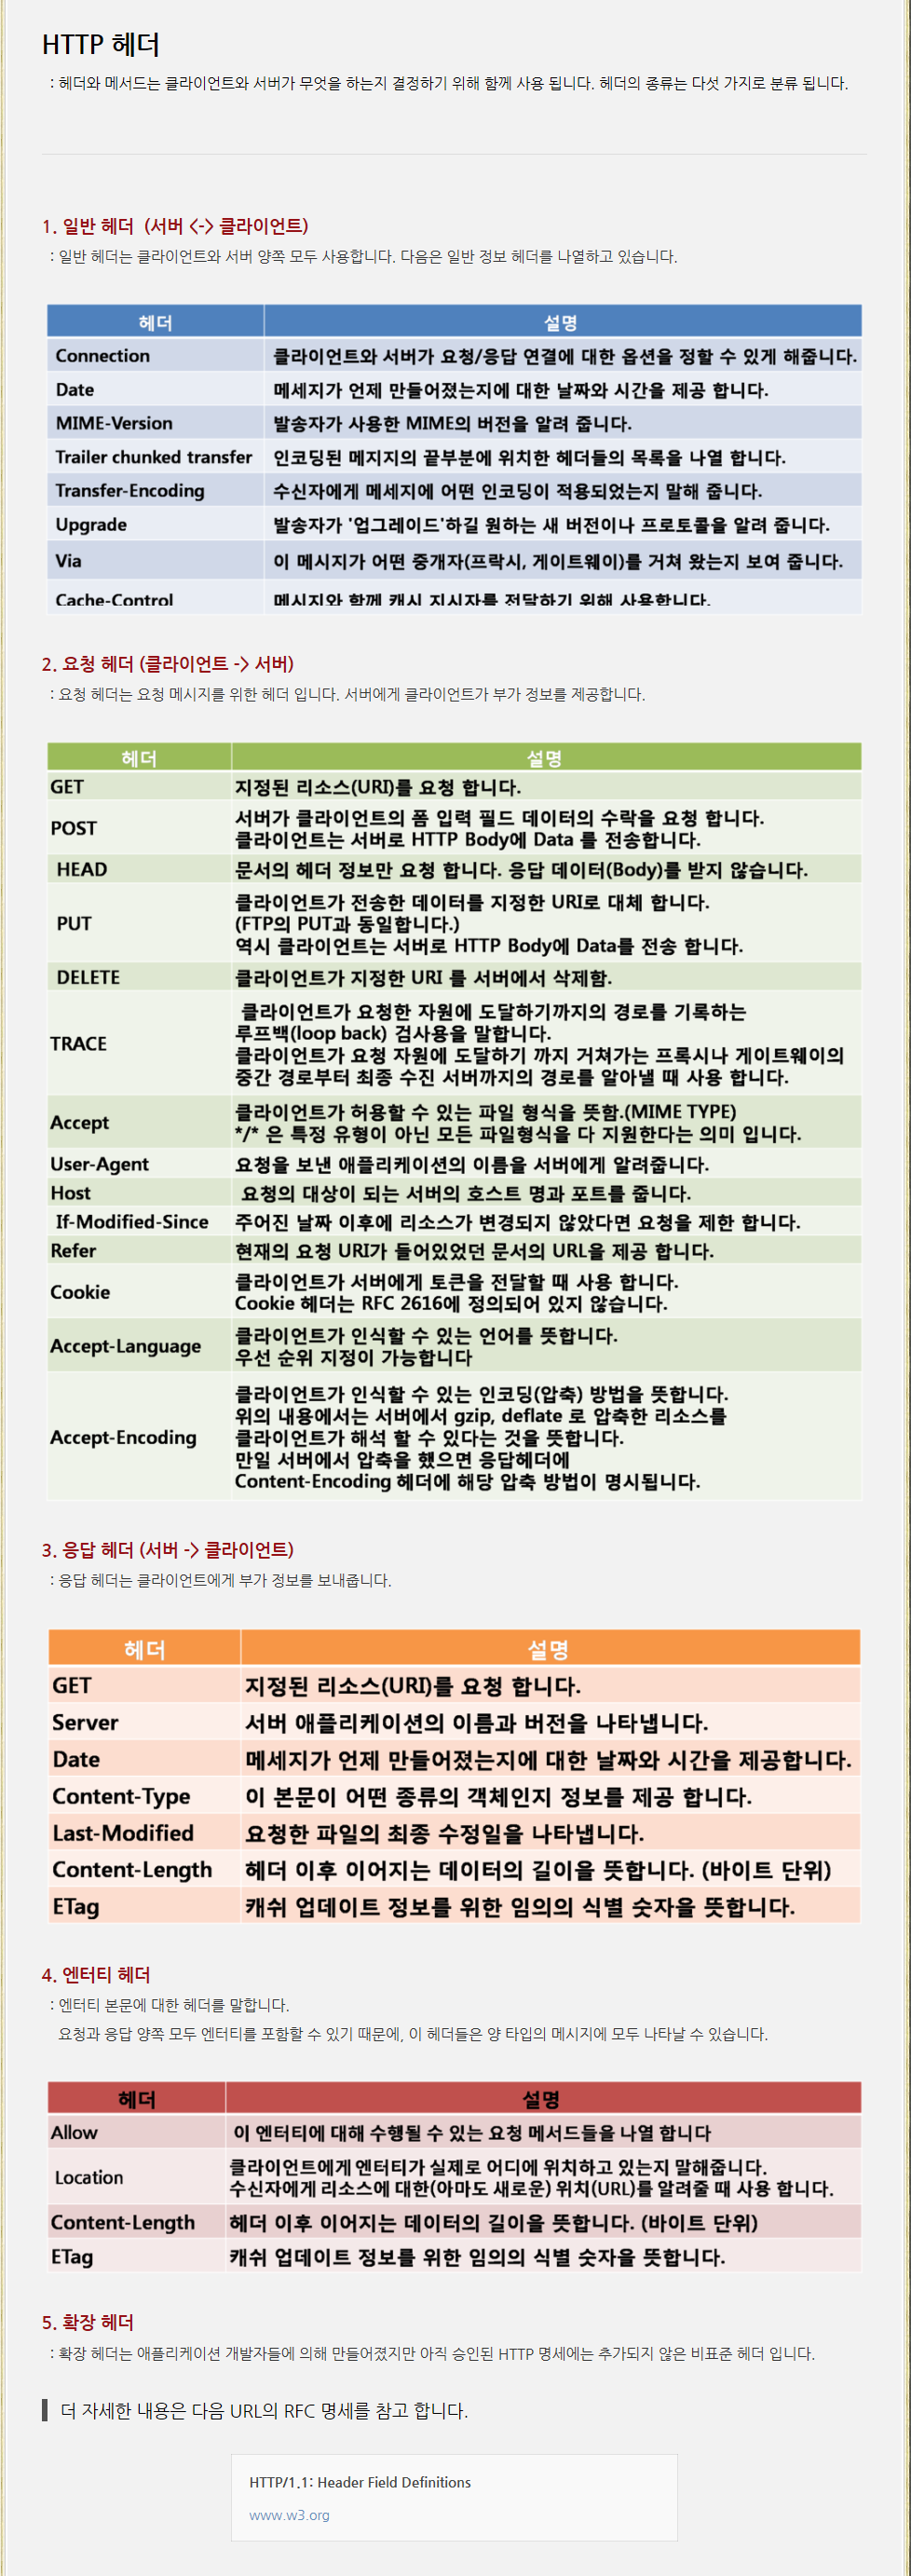 HTTP 헤더
: 헤더와 메서드는 클라이언트와 서버가 무엇을 하는지 결정하기 위해 함께 사용 됩니다. 헤더의 종류는 다섯 가지로 분류 됩니다.
1. 일반 헤더 (서버 <-> 클라이언트)
: 일반 헤더는 클라이언트와 서버 양쪽 모두 사용합니다. 다음은 일반 정보 헤더를 나열하고 있습니다.
헤더 설명
Connection 클라이언트와 서버가 요청/응답 연결에 대한 옵션을 정할 수 있게 해줍니다.
Date 메세지가 언제 만들어졌는지에 대한 날짜와 시간을 제공 합니다.
MIME-Version 발송자가 사용한 MIME의 버전을 알려 줍니다.
Trailer chunked transfer 인코딩된 메지지의 끝부분에 위치한 헤더들의 목록을 나열 합니다.
Transfer-Encoding 수신자에게 메세지에 어떤 인코딩이 적용되었는지 말해 줍니다.
Upgrade 발송자가 '업그레이드'하길 원하는 새 버전이나 프로토콜을 알려 줍니다.
Via 이 메시지가 어떤 중개자(프락시, 게이트웨이)를 거쳐 왔는지 보여 줍니다.
Cache-Control 메시지와 함께 캐시 지시자를 전달하기 위해 사용합니다.
2. 요청 헤더 (클라이언트 -> 서버)
: 요청 헤더는 요청 메시지를 위한 헤더 입니다. 서버에게 클라이언트가 부가 정보를 제공합니다.
헤더 설명
GET 지정된 리소스(URI)를 요청 합니다.
POST 서버가 클라이언트의 폼 입력 필드 데이터의 수락을 요청 합니다.
클라이언트는 서버로 HTTP Body에 Data 를 전송합니다.
HEAD 문서의 헤더 정보만 요청 합니다. 응답 데이터(Body)를 받지 않습니다.
PUT 클라이언트가 전송한 데이터를 지정한 URI로 대체 합니다.
(FTP의 PUT과 동일합니다.)
역시 클라이언트는 서버로 HTTP Body에 Data를 전송 합니다.
DELETE 클라이언트가 지정한 URI 를 서버에서 삭제함.
TRACE 클라이언트가 요청한 자원에 도달하기까지의 경로를 기록하는
루프백(loop back) 검사용을 말합니다.
클라이언트가 요청 자원에 도달하기 까지 거쳐가는 프록시나 게이트웨이의
중간 경로부터 최종 수진 서버까지의 경로를 알아낼 때 사용 합니다.
Accept 클라이언트가 허용할 수 있는 파일 형식을 뜻함.(MIME TYPE)
*/* 은 특정 유형이 아닌 모든 파일형식을 다 지원한다는 의미 입니다.
User-Agent 요청을 보낸 애플리케이션의 이름을 서버에게 알려줍니다.
Host 요청의 대상이 되는 서버의 호스트 명과 포트를 줍니다.
If-Modified-Since 주어진 날짜 이후에 리소스가 변경되지 않았다면 요청을 제한 합니다.
Refer 현재의 요청 URI가 들어있었던 문서의 URL을 제공 합니다.
Cookie 클라이언트가 서버에게 토큰을 전달할 때 사용 합니다.
Cookie 헤더는 RFC 2616에 정의되어 있지 않습니다.
Accept-Language 클라이언트가 인식할 수 있는 언어를 뜻합니다.
우선 순위 지정이 가능합니다
Accept-Encoding 클라이언트가 인식할 수 있는 인코딩(압축) 방법을 뜻합니다.
위의 내용에서는 서버에서 gzip, deflate 로 압축한 리소스를
클라이언트가 해석 할 수 있다는 것을 뜻합니다.
만일 서버에서 압축을 했으면 응답헤더에
Content-Encoding 헤더에 해당 압축 방법이 명시됩니다.
3. 응답 헤더 (서버 -> 클라이언트)
: 응답 헤더는 클라이언트에게 부가 정보를 보내줍니다.
헤더 설명
GET 지정된 리소스(URI)를 요청 합니다.
Server 서버 애플리케이션의 이름과 버전을 나타냅니다.
Date 메세지가 언제 만들어졌는지에 대한 날짜와 시간을 제공합니다.
Content-Type 이 본문이 어떤 종류의 객체인지 정보를 제공 합니다.
Last-Modified 요청한 파일의 최종 수정일을 나타냅니다.
Content-Length 헤더 이후 이어지는 데이터의 길이을 뜻합니다. (바이트 단위)
ETag 캐쉬 업데이트 정보를 위한 임의의 식별 숫자을 뜻합니다.
4. 엔터티 헤더
: 엔터티 본문에 대한 헤더를 말합니다.
요청과 응답 양쪽 모두 엔터티를 포함할 수 있기 때문에, 이 헤더들은 양 타입의 메시지에 모두 나타날 수 있습니다.
헤더 설명
Allow 이 엔터티에 대해 수행될 수 있는 요청 메서드들을 나열 합니다
Location 클라이언트에게 엔터티가 실제로 어디에 위치하고 있는지 말해줍니다.
수신자에게 리소스에 대한(아마도 새로운) 위치(URL)를 알려줄 때 사용 합니다.
Content-Length 헤더 이후 이어지는 데이터의 길이을 뜻합니다. (바이트 단위)
ETag 캐쉬 업데이트 정보를 위한 임의의 식별 숫자을 뜻합니다.
5. 확장 헤더
: 확장 헤더는 애플리케이션 개발자들에 의해 만들어졌지만 아직 승인된 HTTP 명세에는 추가되지 않은 비표준 헤더 입니다.
더 자세한 내용은 다음 URL의 RFC 명세를 참고 합니다.
HTTP/1.1: Header Field Definitions
www.w3.org